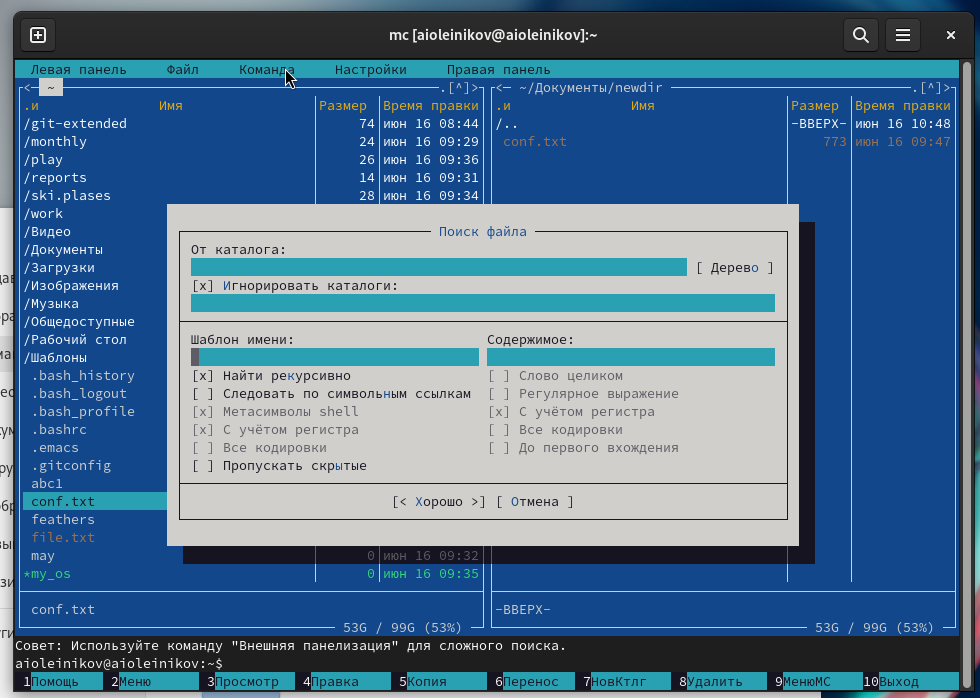 mc [aioleinikov@aioleinikov]:~
Левая панель Файл Команда Настройки Правая панель
<─ ~ .[^]> <─ ~/Документы/newdir .[^]>
.и Имя Размер Время правки .и Имя Размер Время правки
/git-extended 74 июн 16 08:44 /.. -ВВЕРХ- июн 16 10:48
/monthly 24 июн 16 09:29 conf.txt 773 июн 16 09:47
/play 26 июн 16 09:36
/reports 14 июн 16 09:31
/ski.plases 28 июн 16 09:34
/work
/Видео
/Документы
/Загрузки
/Изображения
/Музыка
/Общедоступные
/Рабочий стол
/Шаблоны
.bash_history
.bash_logout
.bash_profile
.bashrc
.emacs
.gitconfig
abc1
conf.txt
feathers
file.txt
may 0 июн 16 09:32
*my_os 0 июн 16 09:35
Поиск файла
От каталога:
[ Дерево ]
[x] Игнорировать каталоги:
Шаблон имени: Содержимое:
[x] Найти рекурсивно [ ] Слово целиком
[ ] Следовать по символьным ссылкам [ ] Регулярное выражение
[x] Метасимволы shell [x] С учётом регистра
[x] С учётом регистра [ ] Все кодировки
[ ] Все кодировки [ ] До первого вхождения
[ ] Пропускать скрытые
[< Хорошо >] [ Отмена ]
conf.txt -ВВЕРХ-
53G / 99G (53%) 53G / 99G (53%)
Совет: Используйте команду "Внешняя панелизация" для сложного поиска.
aioleinikov@aioleinikov:~$
1Помощь 2Меню 3Просмотр 4Правка 5Копия 6Перенос 7НовКтлг 8Удалить 9МенюМС 10Выход